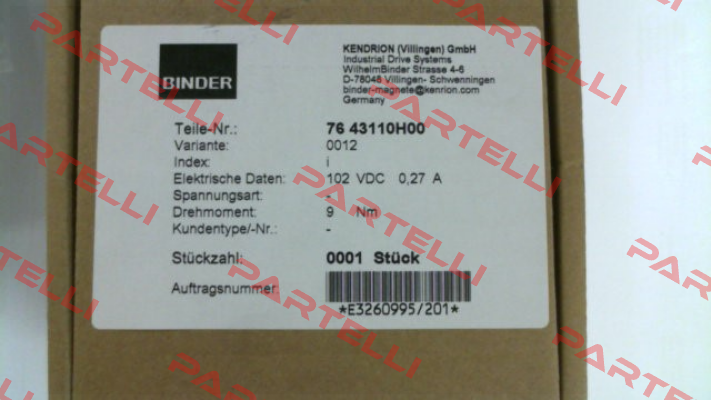 BINDER
KENDRION (Villingen) GmbH
Industrial Drive Systems
WilhelmBinder Strasse 4-6
D-78048 Villingen- Schwenningen
binder-magnete@kenrion.com
Germany
Teile-Nr.: 76 43110H00
Variante: 0012
Index: i
Elektrische Daten: 102 VDC 0,27 A
Spannungsart: -
Drehmoment: 9 Nm
Kundentype/-Nr.: -
Stückzahl: 0001 Stück
Auftragsnummer:
*E3260995/201*
PARTELLI
PARTELLI
PARTELLI
PARTELLI
PARTELLI
PARTELLI
PARTELLI